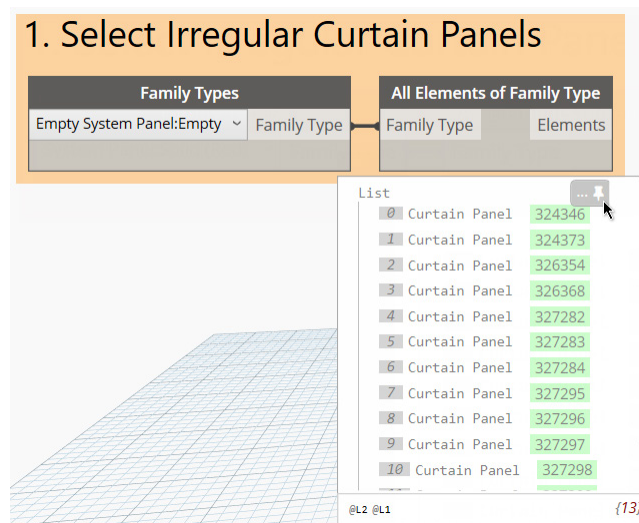 1. Select Irregular Curtain Panels
Family Types
All Elements of Family Type
Empty System Panel:Empty Family Type
Family Type Elements
List
...
0 Curtain Panel 324346
1 Curtain Panel 324373
2 Curtain Panel 326354
3 Curtain Panel 326368
4 Curtain Panel 327282
5 Curtain Panel 327283
6 Curtain Panel 327284
7 Curtain Panel 327295
8 Curtain Panel 327296
9 Curtain Panel 327297
10 Curtain Panel 327298
@L2 @L1
{13